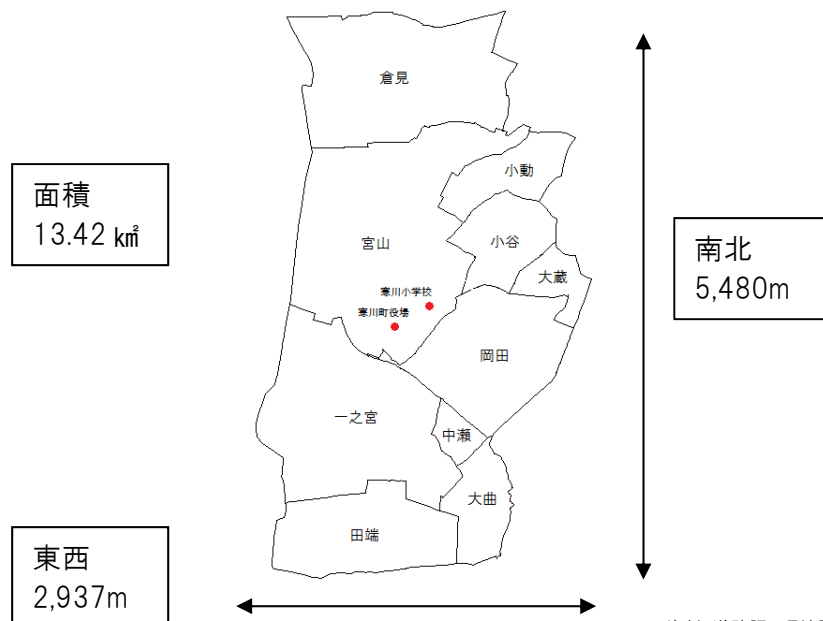 倉見
小動
面積
13.42 ㎢
宮山
小谷
南北
5,480m
大蔵
寒川小学校
寒川町役場
岡田
一之宮
中瀬
大曲
田端
東西
2,937m